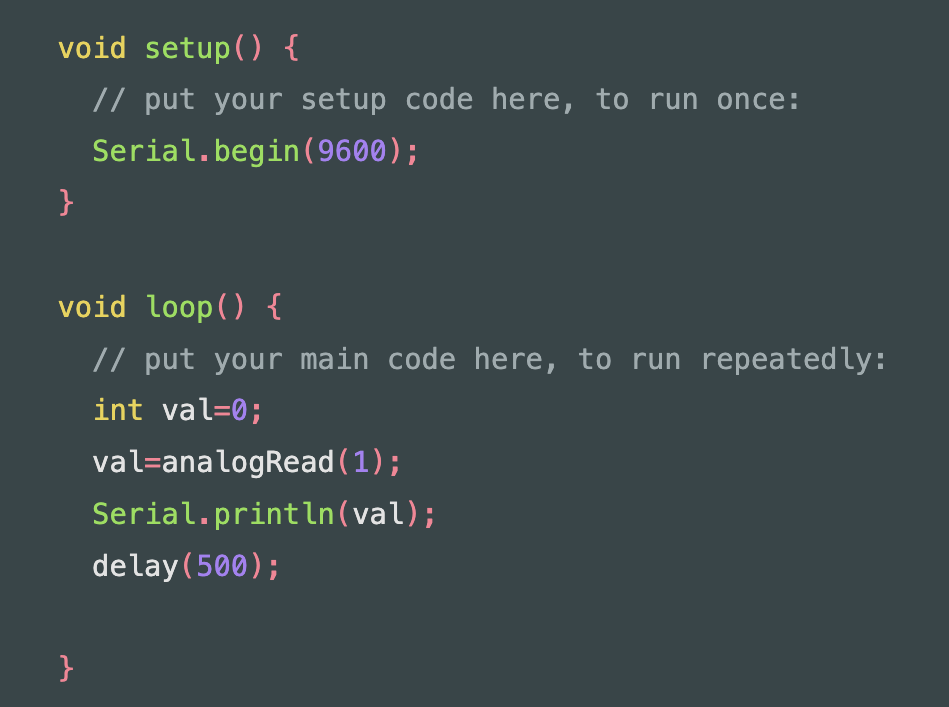 void setup() {
  // put your setup code here, to run once:
  Serial.begin(9600);
}

void loop() {
  // put your main code here, to run repeatedly:
  int val=0;
  val=analogRead(1);
  Serial.println(val);
  delay(500);

}